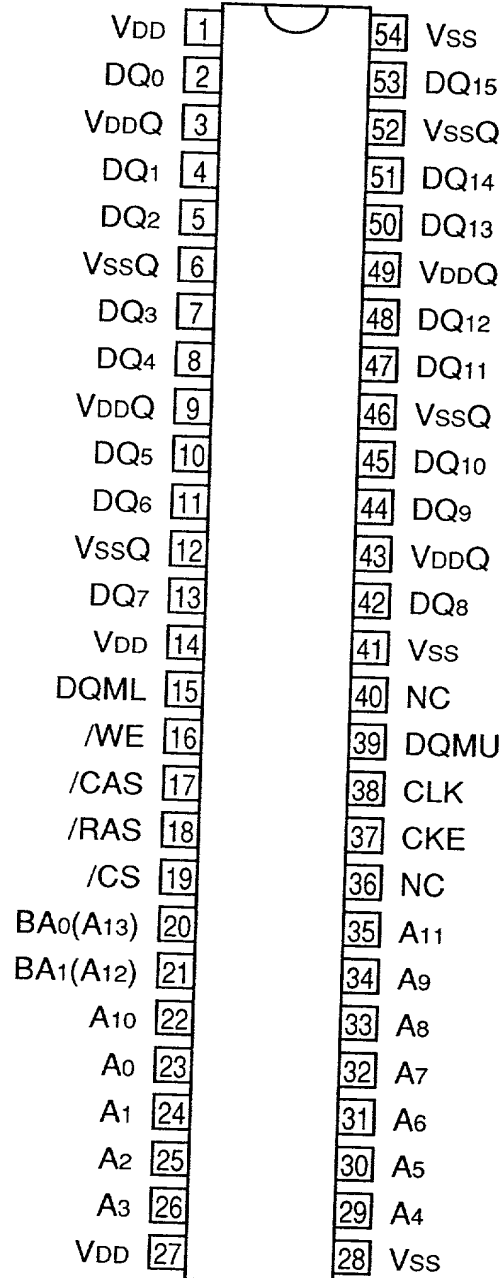 VDD 1 54 VSS
DQ0 2 53 DQ15
VDDQ 3 52 VSSQ
DQ1 4 51 DQ14
DQ2 5 50 DQ13
VSSQ 6 49 VDDQ
DQ3 7 48 DQ12
DQ4 8 47 DQ11
VDDQ 9 46 VSSQ
DQ5 10 45 DQ10
DQ6 11 44 DQ9
VSSQ 12 43 VDDQ
DQ7 13 42 DQ8
VDD 14 41 VSS
DQML 15 40 NC
/WE 16 39 DQMU
/CAS 17 38 CLK
/RAS 18 37 CKE
/CS 19 36 NC
BA0(A13) 20 35 A11
BA1(A12) 21 34 A9
A10 22 33 A8
A0 23 32 A7
A1 24 31 A6
A2 25 30 A5
A3 26 29 A4
VDD 27 28 VSS